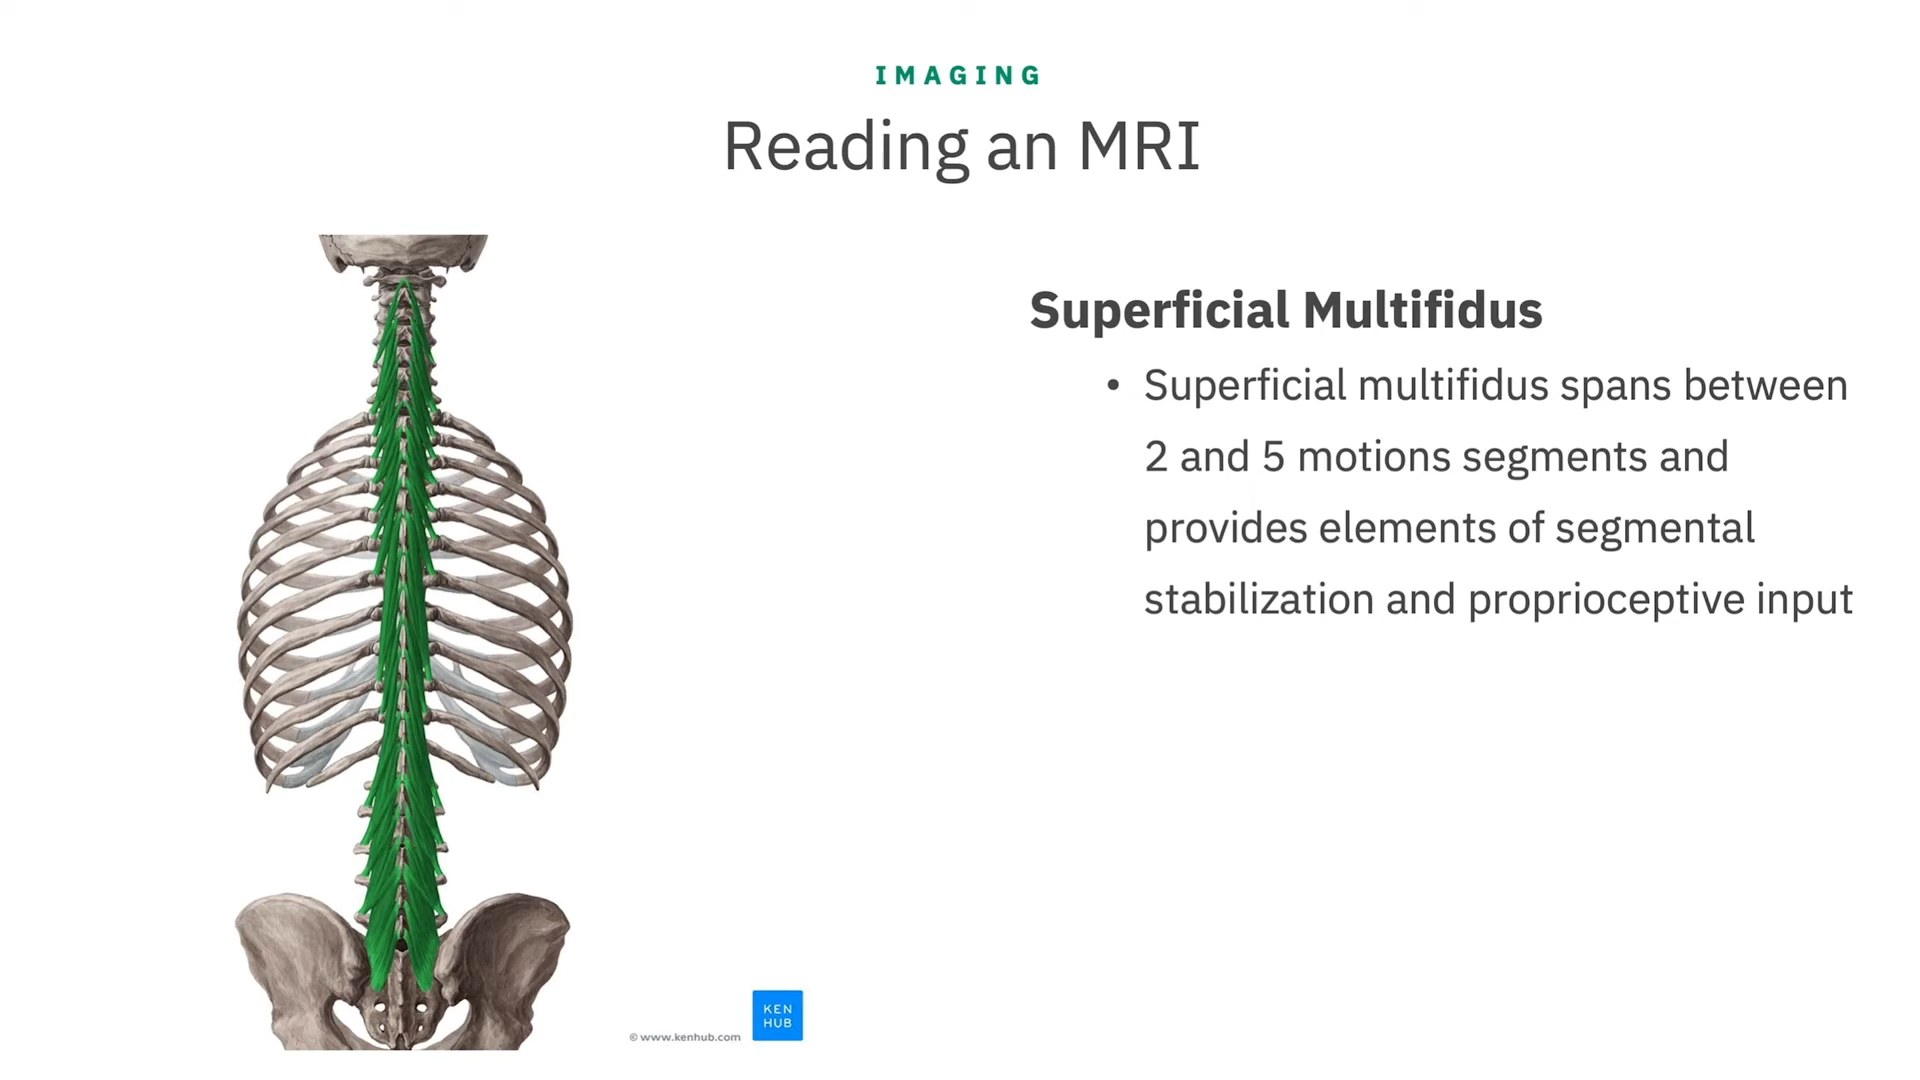 IMAGING
Reading an MRI
Superficial Multifidus
• Superficial multifidus spans between
2 and 5 motions segments and
provides elements of segmental
stabilization and proprioceptive input
© www.kenhub.com
KEN
HUB